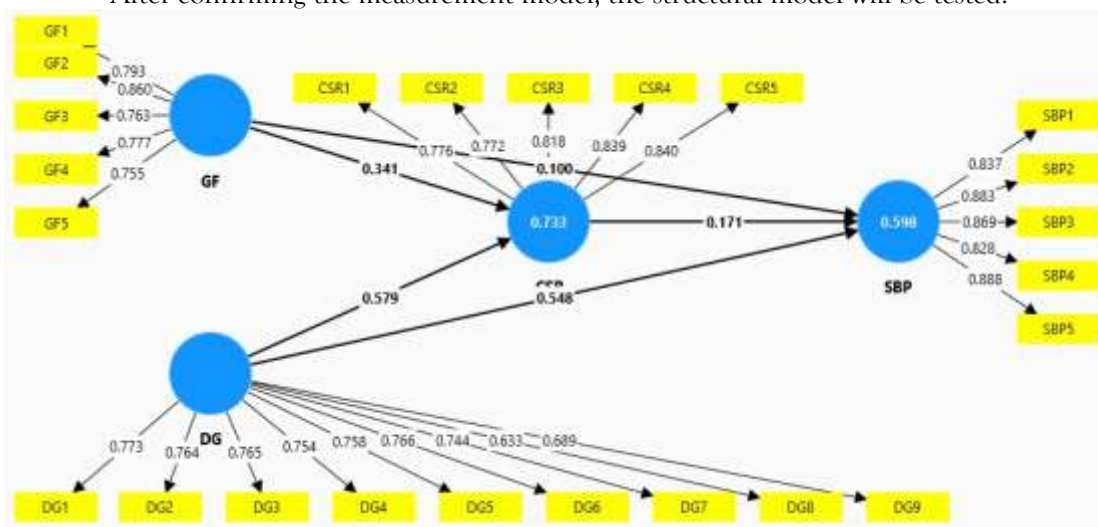 After confirming the measurement model, the structural model will be tested.
GF1
GF2
GF3
GF4
GF5
0.793
0.860
0.763
0.777
0.755
GF
CSR1 CSR2 CSR3 CSR4 CSR5
0.776 0.772 0.818 0.839 0.840
0.341
0.100
0.733
0.171
0.598
CSR
SBP
SBP1
SBP2
SBP3
SBP4
SBP5
0.837
0.883
0.869
0.828
0.888
0.579
0.548
DG
0.773 0.764 0.765 0.754 0.758 0.766 0.744 0.633 0.689
DG1 DG2 DG3 DG4 DG5 DG6 DG7 DG8 DG9